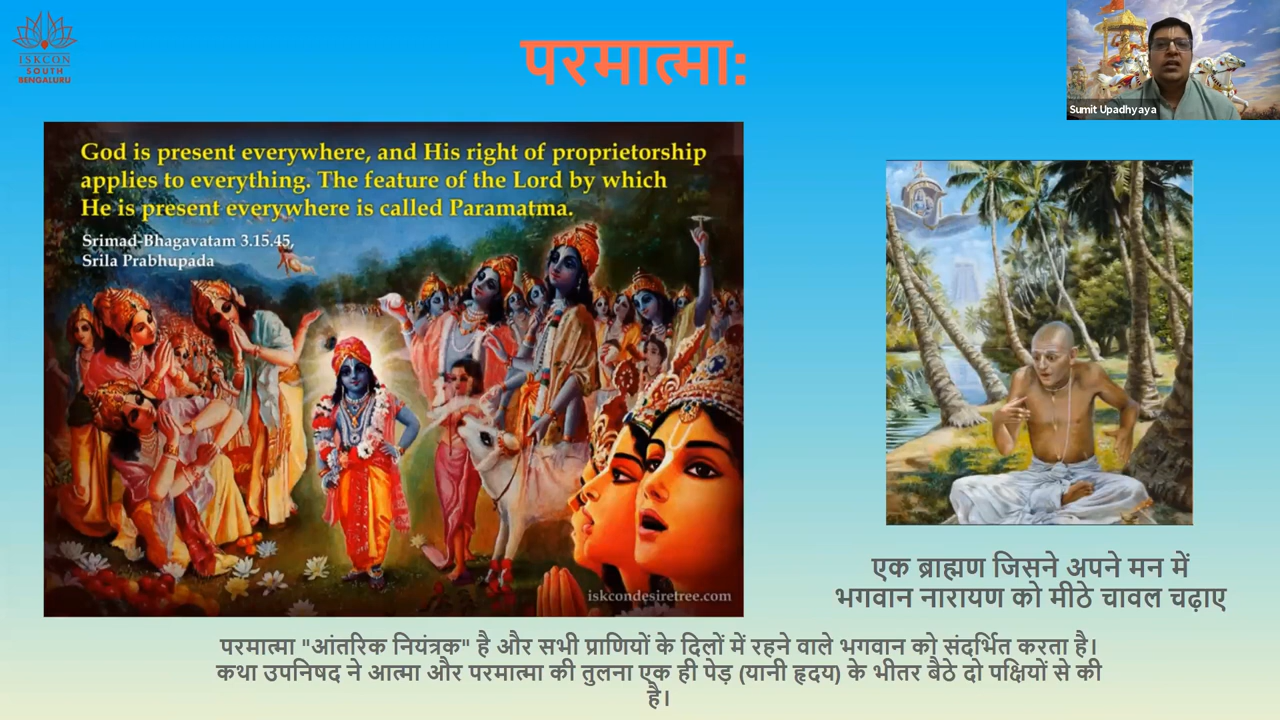 ISKCON
SOUTH
BENGALURU
परमात्मा:
Sumit Upadhyaya
God is present everywhere, and His right of proprietorship
applies to everything. The feature of the Lord by which
He is present everywhere is called Paramatma.
Srimad-Bhagavatam 3.15.45,
Srila Prabhupada
iskcondesiretree.com
एक ब्राह्मण जिसने अपने मन में
भगवान नारायण को मीठे चावल चढ़ाए
परमात्मा "आंतरिक नियंत्रक" है और सभी प्राणियों के दिलों में रहने वाले भगवान को संदर्भित करता है।
कथा उपनिषद ने आत्मा और परमात्मा की तुलना एक ही पेड़ (यानी हृदय) के भीतर बैठे दो पक्षियों से की
है।